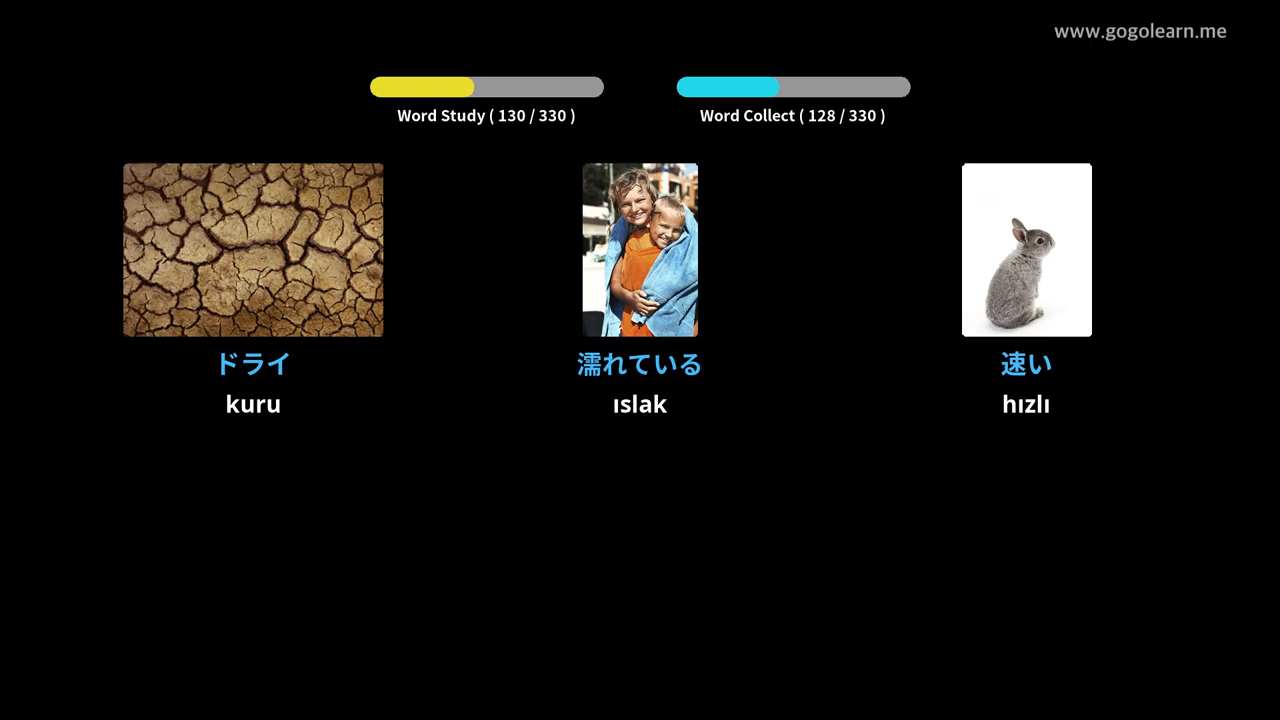 www.gogolearn.me
Word Study ( 130 / 330 )
Word Collect ( 128 / 330 )
ドライ
濡れている
速い
kuru
ıslak
hızlı